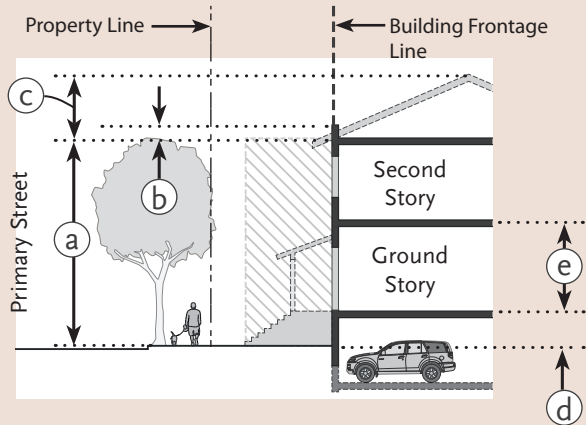 Property Line
Building Frontage
Line
c
b
Second
Story
a
Primary Street
Ground
Story
e
d